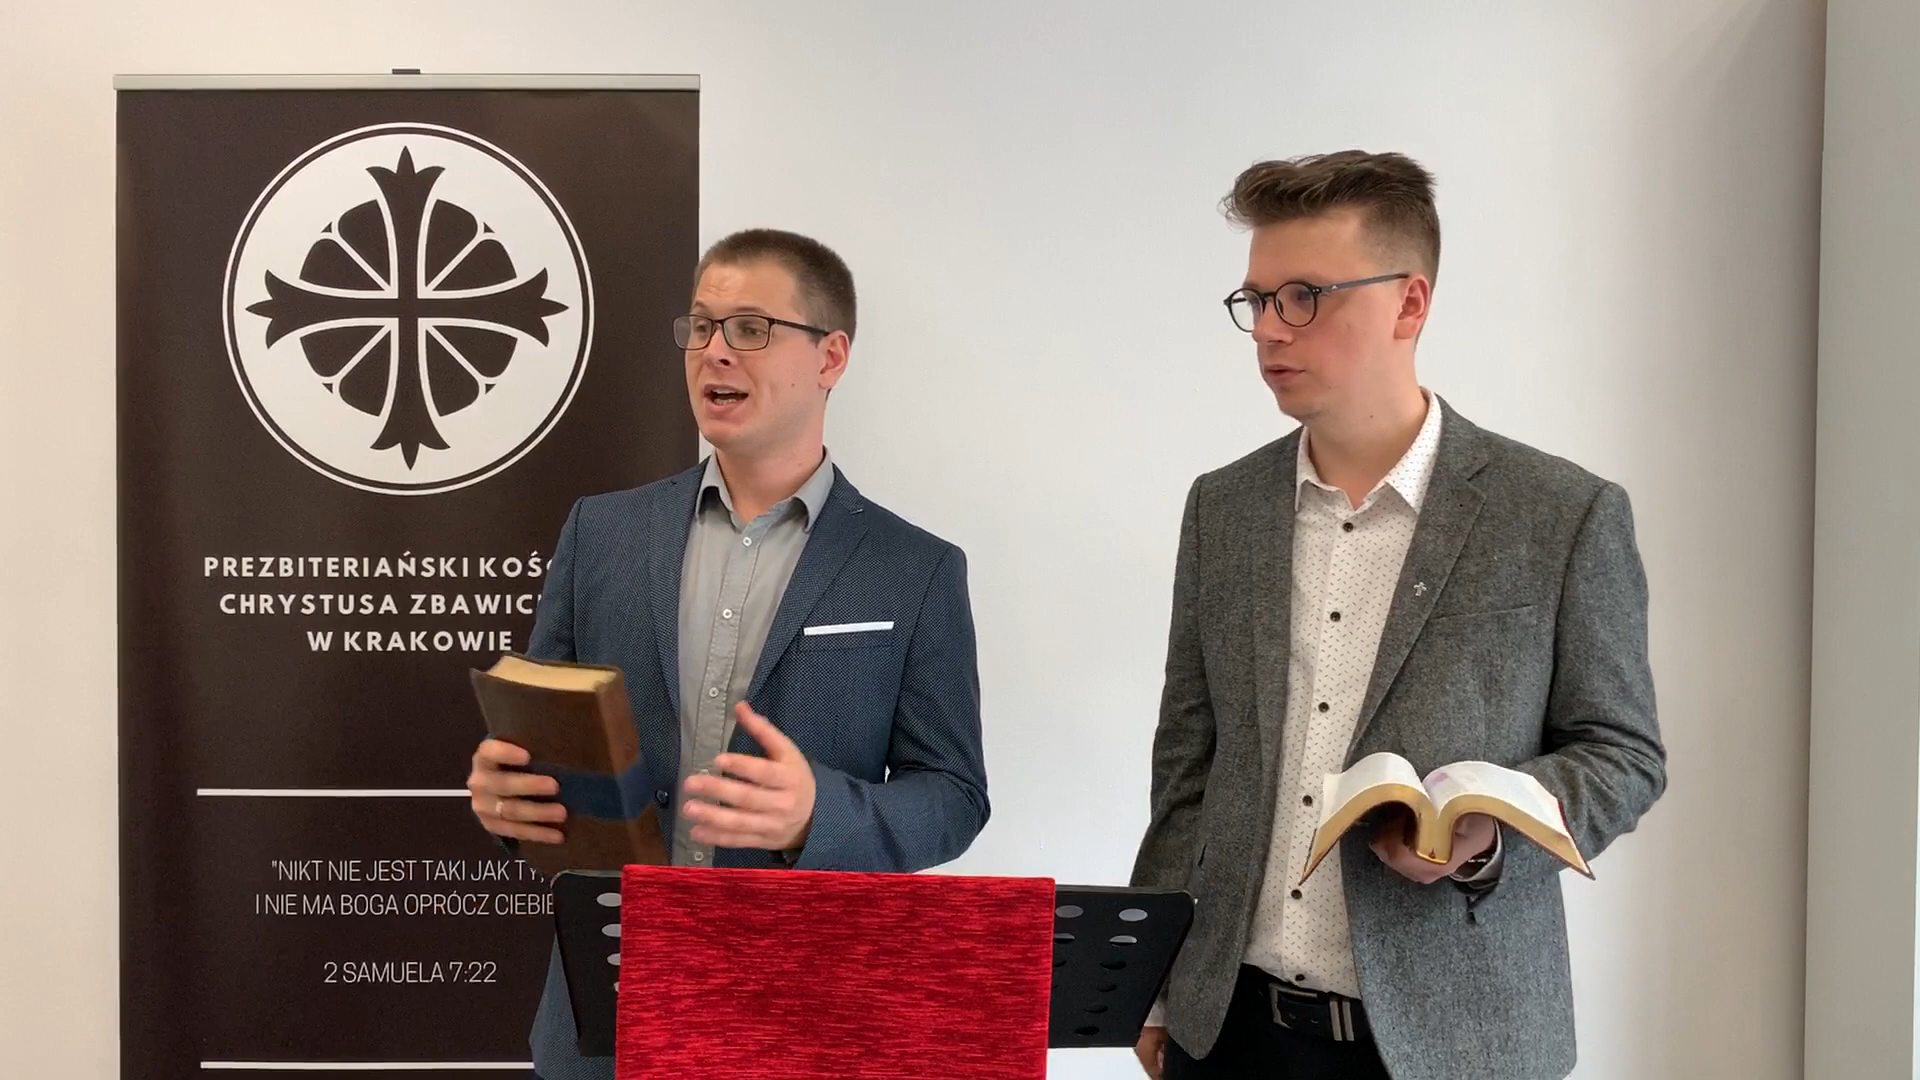 PREZBITERIAŃSKI KOŚC
CHRYSTUSA ZBAWIC
W KRAKOWIE
"NIKT NIE JEST TAKI JAK TY,
I NIE MA BOGA OPRÓCZ CIEBIE
2 SAMUELA 7:22